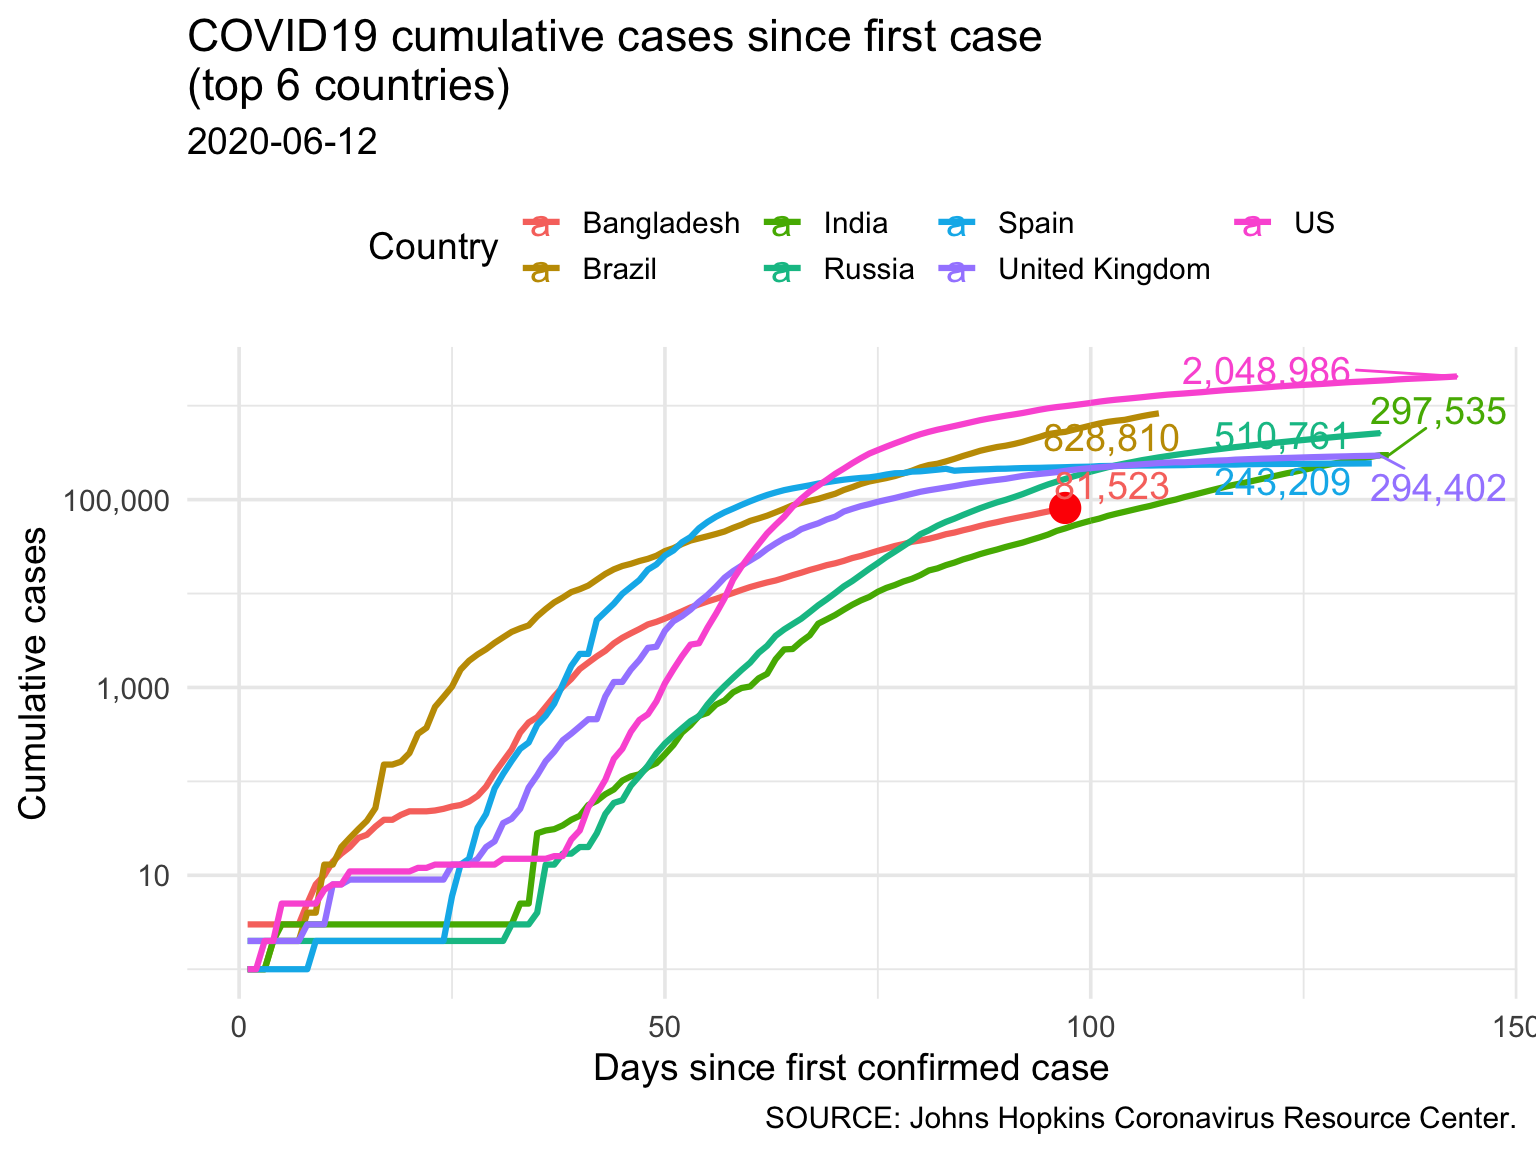 COVID19 cumulative cases since first case
(top 6 countries)
2020-06-12
Country
a Bangladesh a India a Spain a US
a Brazil a Russia a United Kingdom
2,048,986
297,535
828,810
510,761
81,523
243,209
294,402
100,000
1,000
10
Cumulative cases
0 50 100 150
Days since first confirmed case
SOURCE: Johns Hopkins Coronavirus Resource Center.